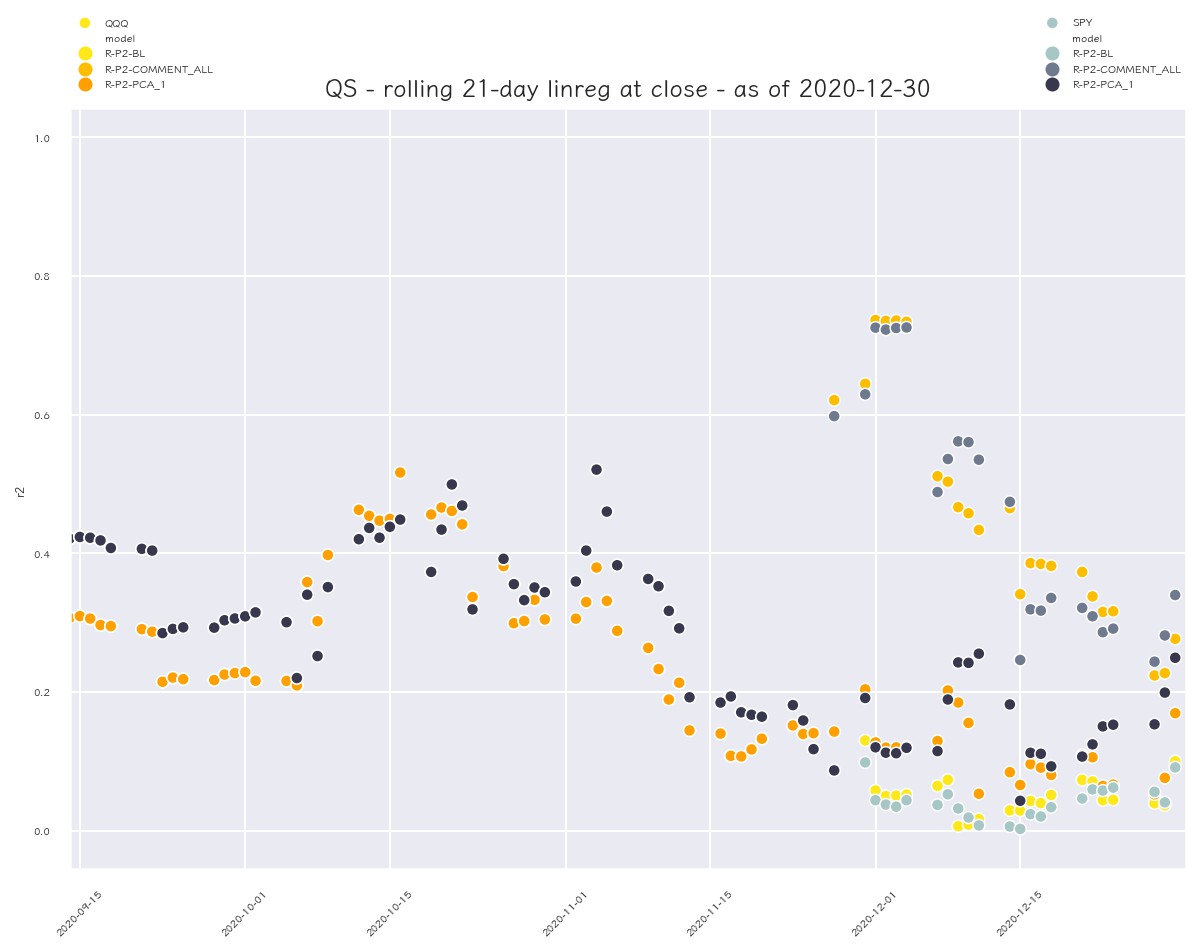 QQQ
model
R-P2-BL
R-P2-COMMENT_ALL
R-P2-PCA_1
SPY
model
R-P2-BL
R-P2-COMMENT_ALL
R-P2-PCA_1
QS - rolling 21-day linreg at close - as of 2020-12-30
1.0
0.8
0.6
0.4
0.2
0.0
r2
2020-09-15
2020-10-01
2020-10-15
2020-11-01
2020-11-15
2020-12-01
2020-12-15